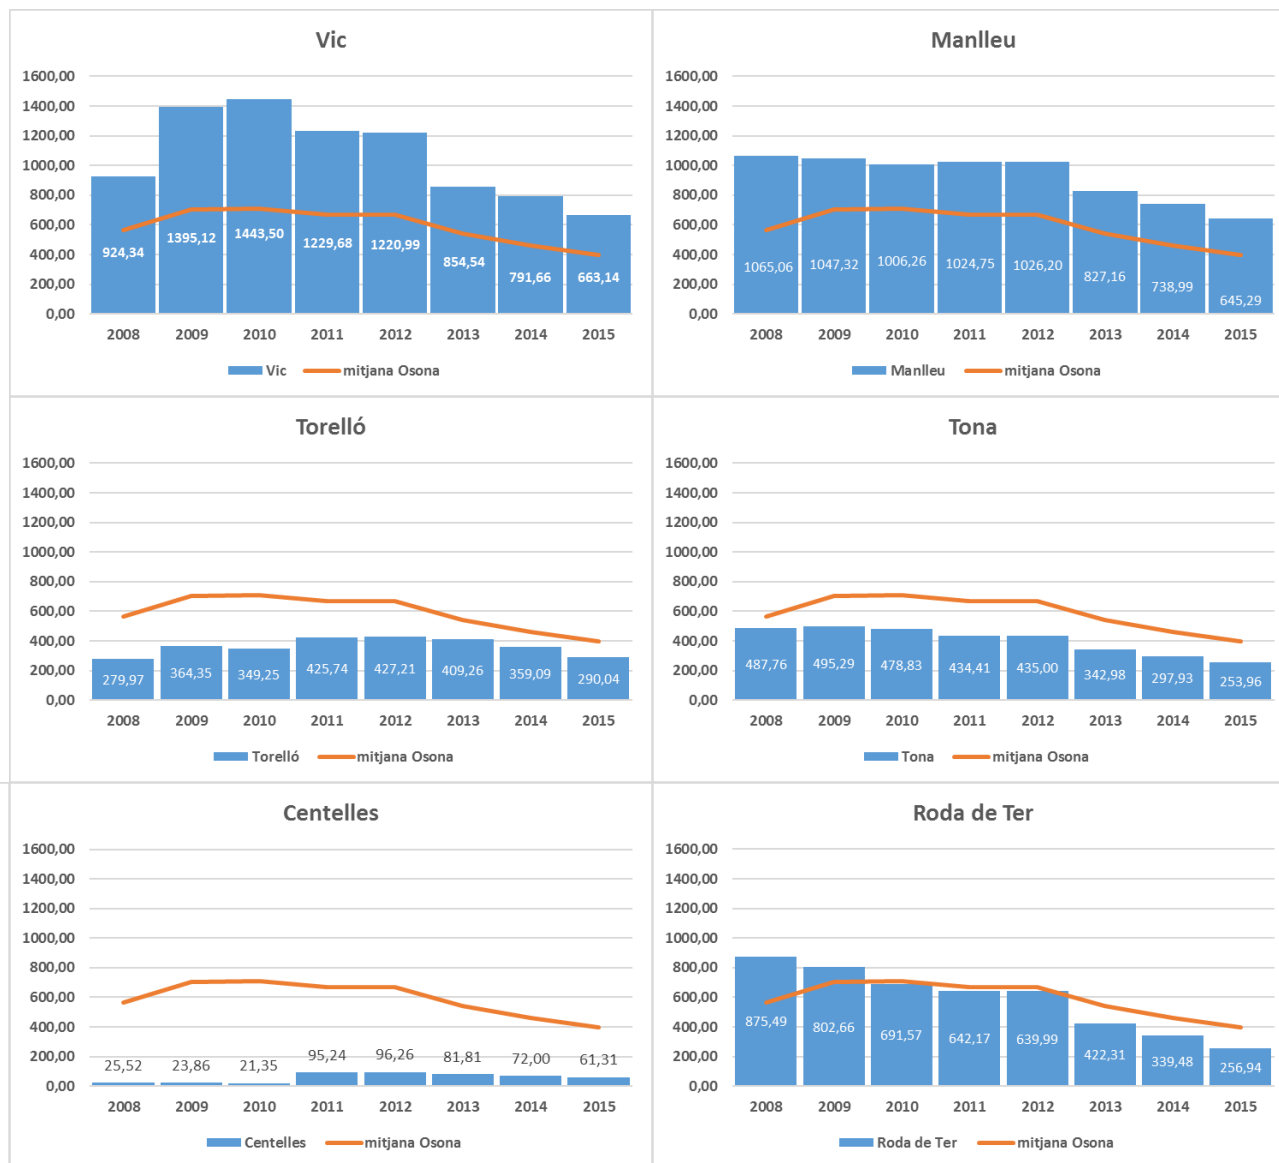 Vic
1600,00
1400,00
1200,00
1000,00
800,00
600,00
400,00
200,00
0,00
924,34 1395,12 1443,50 1229,68 1220,99 854,54 791,66 663,14
2008 2009 2010 2011 2012 2013 2014 2015
Vic mitjana Osona
Manlleu
1600,00
1400,00
1200,00
1000,00
800,00
600,00
400,00
200,00
0,00
1065,06 1047,32 1006,26 1024,75 1026,20 827,16 738,99 645,29
2008 2009 2010 2011 2012 2013 2014 2015
Manlleu mitjana Osona
Torelló
1600,00
1400,00
1200,00
1000,00
800,00
600,00
400,00
200,00
0,00
279,97 364,35 349,25 425,74 427,21 409,26 359,09 290,04
2008 2009 2010 2011 2012 2013 2014 2015
Torelló mitjana Osona
Tona
1600,00
1400,00
1200,00
1000,00
800,00
600,00
400,00
200,00
0,00
487,76 495,29 478,83 434,41 435,00 342,98 297,93 253,96
2008 2009 2010 2011 2012 2013 2014 2015
Tona mitjana Osona
Centelles
1600,00
1400,00
1200,00
1000,00
800,00
600,00
400,00
200,00
0,00
25,52 23,86 21,35 95,24 96,26 81,81 72,00 61,31
2008 2009 2010 2011 2012 2013 2014 2015
Centelles mitjana Osona
Roda de Ter
1600,00
1400,00
1200,00
1000,00
800,00
600,00
400,00
200,00
0,00
875,49 802,66 691,57 642,17 639,99 422,31 339,48 256,94
2008 2009 2010 2011 2012 2013 2014 2015
Roda de Ter mitjana Osona